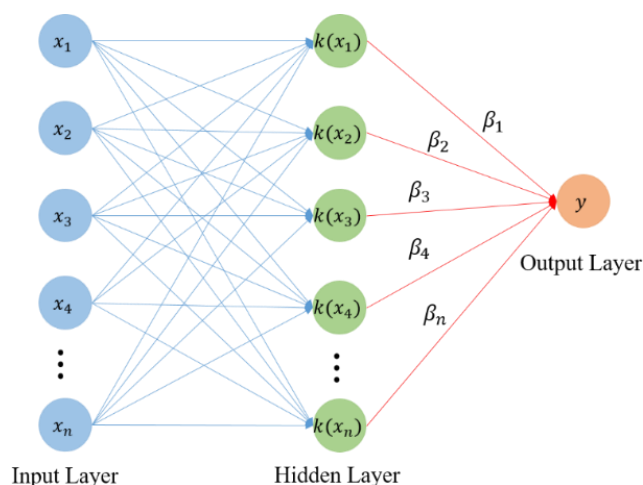 x₁
x₂
x₃
x₄
⋮
xₙ
Input Layer
k(x₁)
k(x₂)
k(x₃)
k(x₄)
⋮
k(xₙ)
Hidden Layer
β₁
β₂
β₃
β₄
βₙ
y
Output Layer